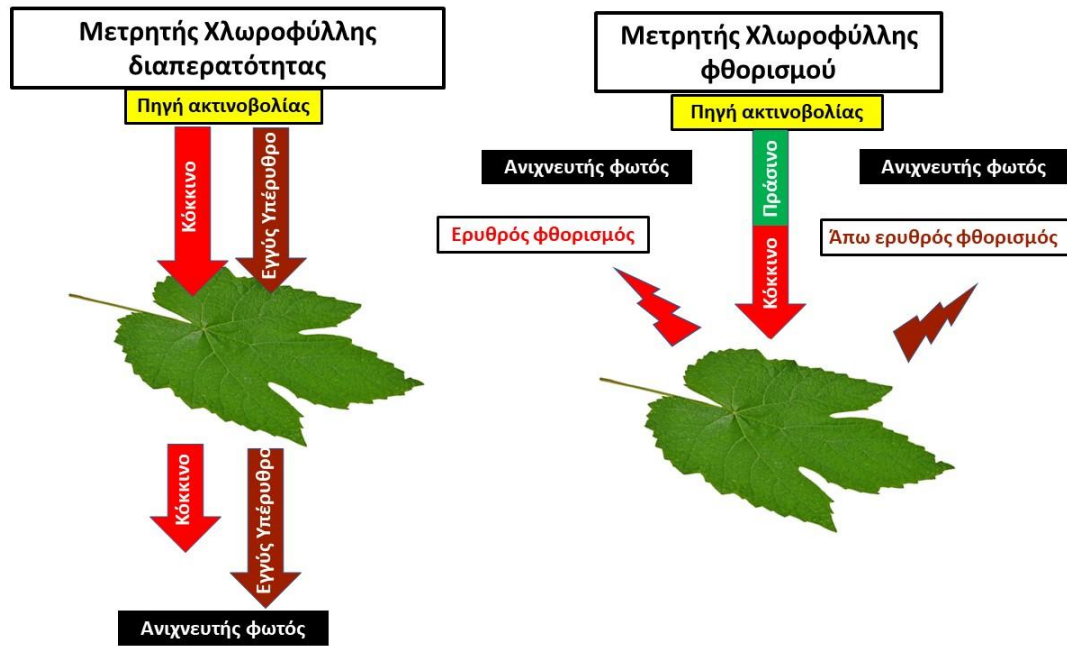 Μετρητής Χλωροφύλλης
διαπερατότητας
Πηγή ακτινοβολίας
Κόκκινο
Εγγύς Υπέρυθρο
Κόκκινο
Εγγύς Υπέρυθρο
Ανιχνευτής φωτός
Μετρητής Χλωροφύλλης
φθορισμού
Πηγή ακτινοβολίας
Ανιχνευτής φωτός
Πράσινο
Ανιχνευτής φωτός
Ερυθρός φθορισμός
Κόκκινο
Άπω ερυθρός φθορισμός